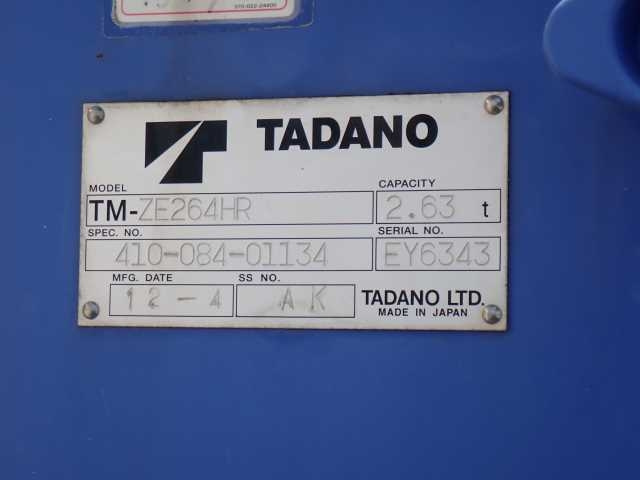 TADANO
MODEL CAPACITY
TM-ZE264HR 2.63 t
SPEC. NO. SERIAL NO.
410-084-01134 EY6343
MFG. DATE SS NO.
12-4 AK TADANO LTD.
MADE IN JAPAN